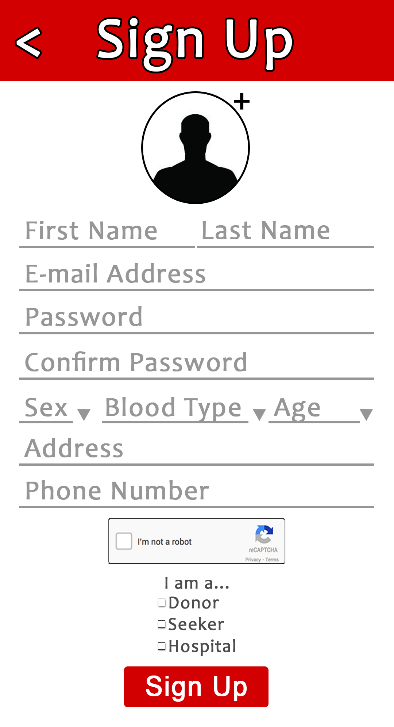 < Sign Up
+
First Name Last Name
E-mail Address
Password
Confirm Password
Sex Blood Type Age
Address
Phone Number
I'm not a robot
reCAPTCHA
Privacy - Terms
I am a...
Donor
Seeker
Hospital
Sign Up